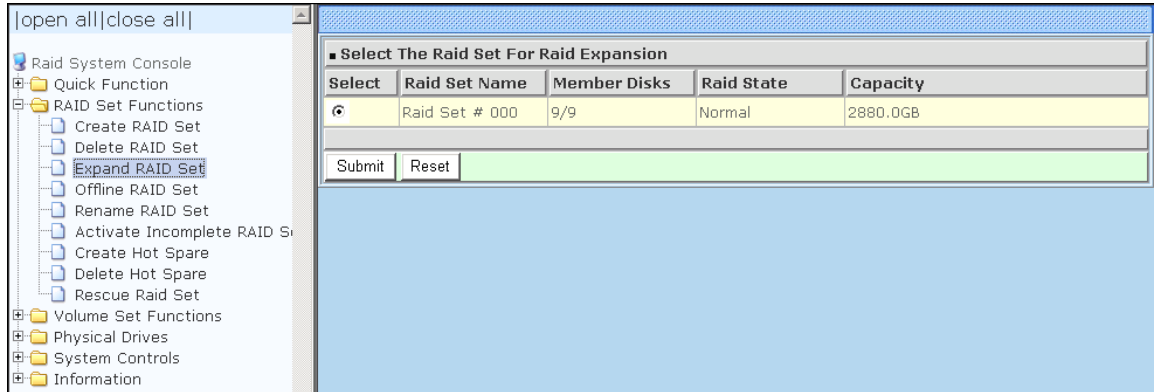 |open all|close all|
Raid System Console
Quick Function
RAID Set Functions
Create RAID Set
Delete RAID Set
Expand RAID Set
Offline RAID Set
Rename RAID Set
Activate Incomplete RAID S
Create Hot Spare
Delete Hot Spare
Rescue Raid Set
Volume Set Functions
Physical Drives
System Controls
Information
Select The Raid Set For Raid Expansion
Select Raid Set Name Member Disks Raid State Capacity
Raid Set # 000 9/9 Normal 2880.0GB
Submit Reset